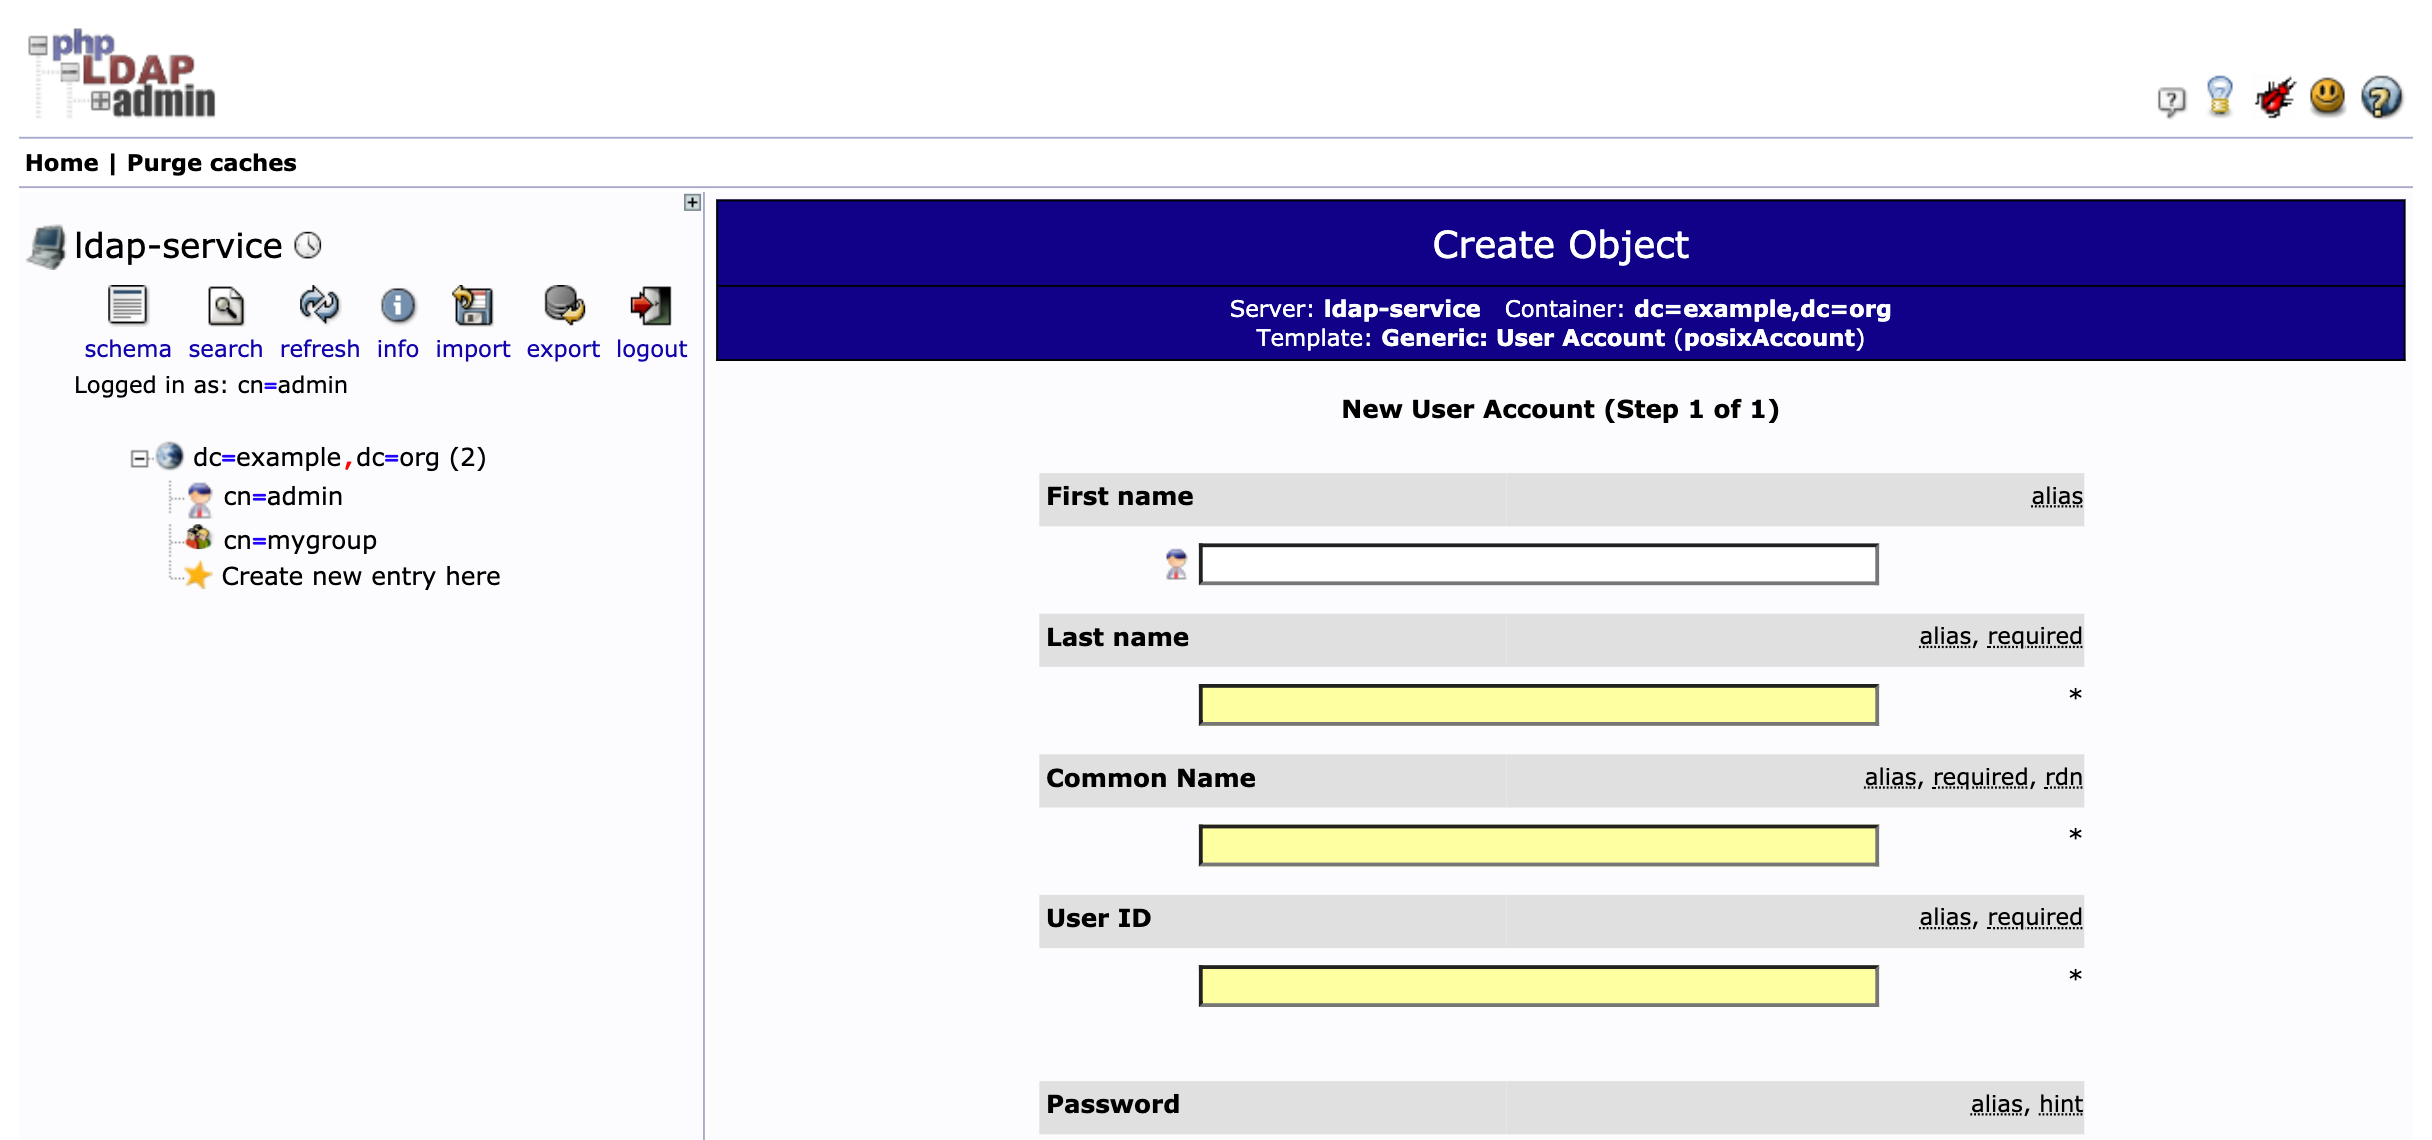 php
LDAP
admin
Home | Purge caches
ldap-service
schema search refresh info import export logout
Logged in as: cn=admin
dc=example,dc=org (2)
cn=admin
cn=mygroup
Create new entry here
Create Object
Server: ldap-service Container: dc=example,dc=org
Template: Generic: User Account (posixAccount)
New User Account (Step 1 of 1)
First name alias
Last name alias, required
*
Common Name alias, required, rdn
*
User ID alias, required
*
Password alias, hint